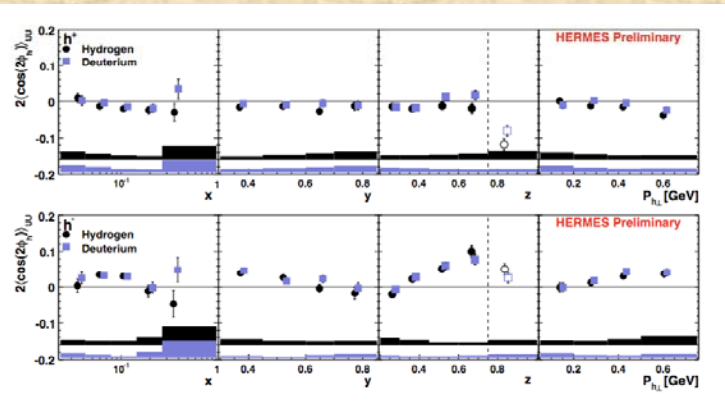 HERMES Preliminary
h⁺
Hydrogen
Deuterium
2⟨cos(2ϕₕ)⟩UU
0.2
0.1
0
-0.1
-0.2
10⁻¹ 1 0.4 0.6 0.8 0.4 0.6 0.8 1 0.2 0.4 0.6
x y z P h⊥ [GeV]
HERMES Preliminary
h⁻
Hydrogen
Deuterium
2⟨cos(2ϕₕ)⟩UU
0.2
0.1
0
-0.1
-0.2
10⁻¹ 1 0.4 0.6 0.8 0.4 0.6 0.8 1 0.2 0.4 0.6
x y z P h⊥ [GeV]